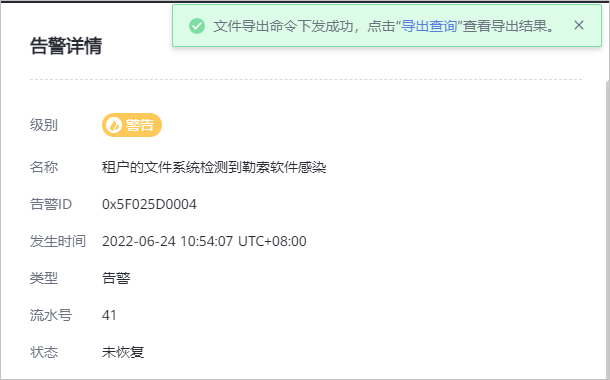 文件导出命令下发成功，点击“导出查询”查看导出结果。
告警详情
级别 警告
名称 租户的文件系统检测到勒索软件感染
告警ID 0x5F025D0004
发生时间 2022-06-24 10:54:07 UTC+08:00
类型 告警
流水号 41
状态 未恢复